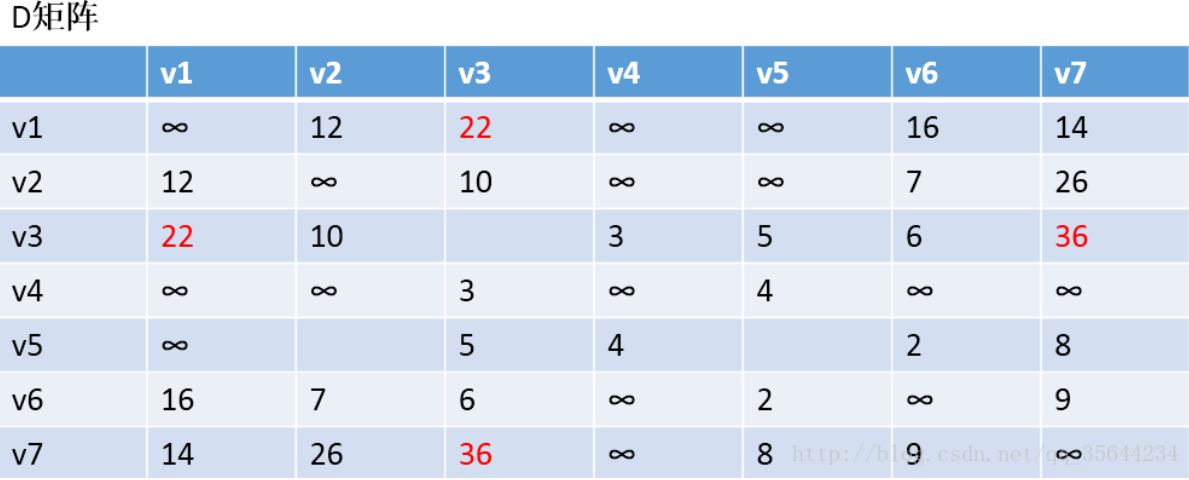 D矩阵
v1 v2 v3 v4 v5 v6 v7
v1 ∞ 12 22 ∞ ∞ 16 14
v2 12 ∞ 10 ∞ ∞ 7 26
v3 22 10 3 5 6 36
v4 ∞ ∞ 3 ∞ 4 ∞ ∞
v5 ∞ 5 4 2 8
v6 16 7 6 ∞ 2 ∞ 9
v7 14 26 36 ∞ 8 9 ∞
http://blog.csdn.net/qq_35644234